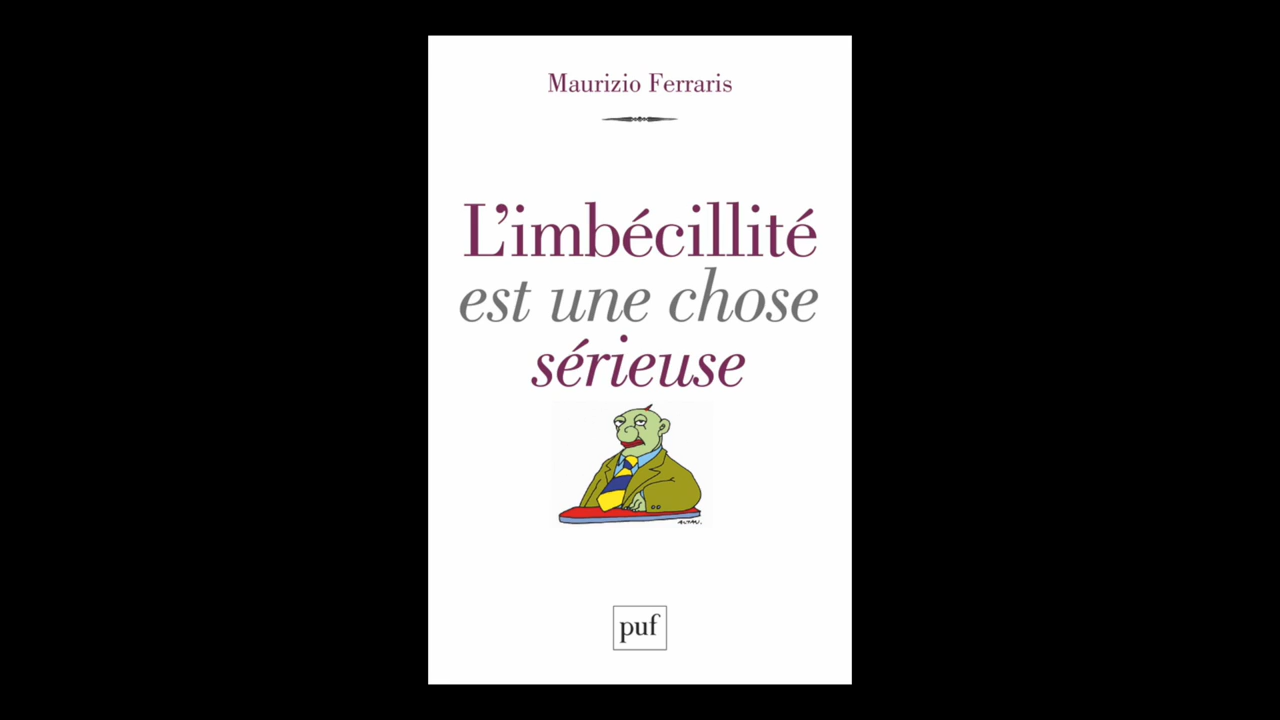 Maurizio Ferraris
L'imbécillité
est une chose
sérieuse
ALTAN.
puf